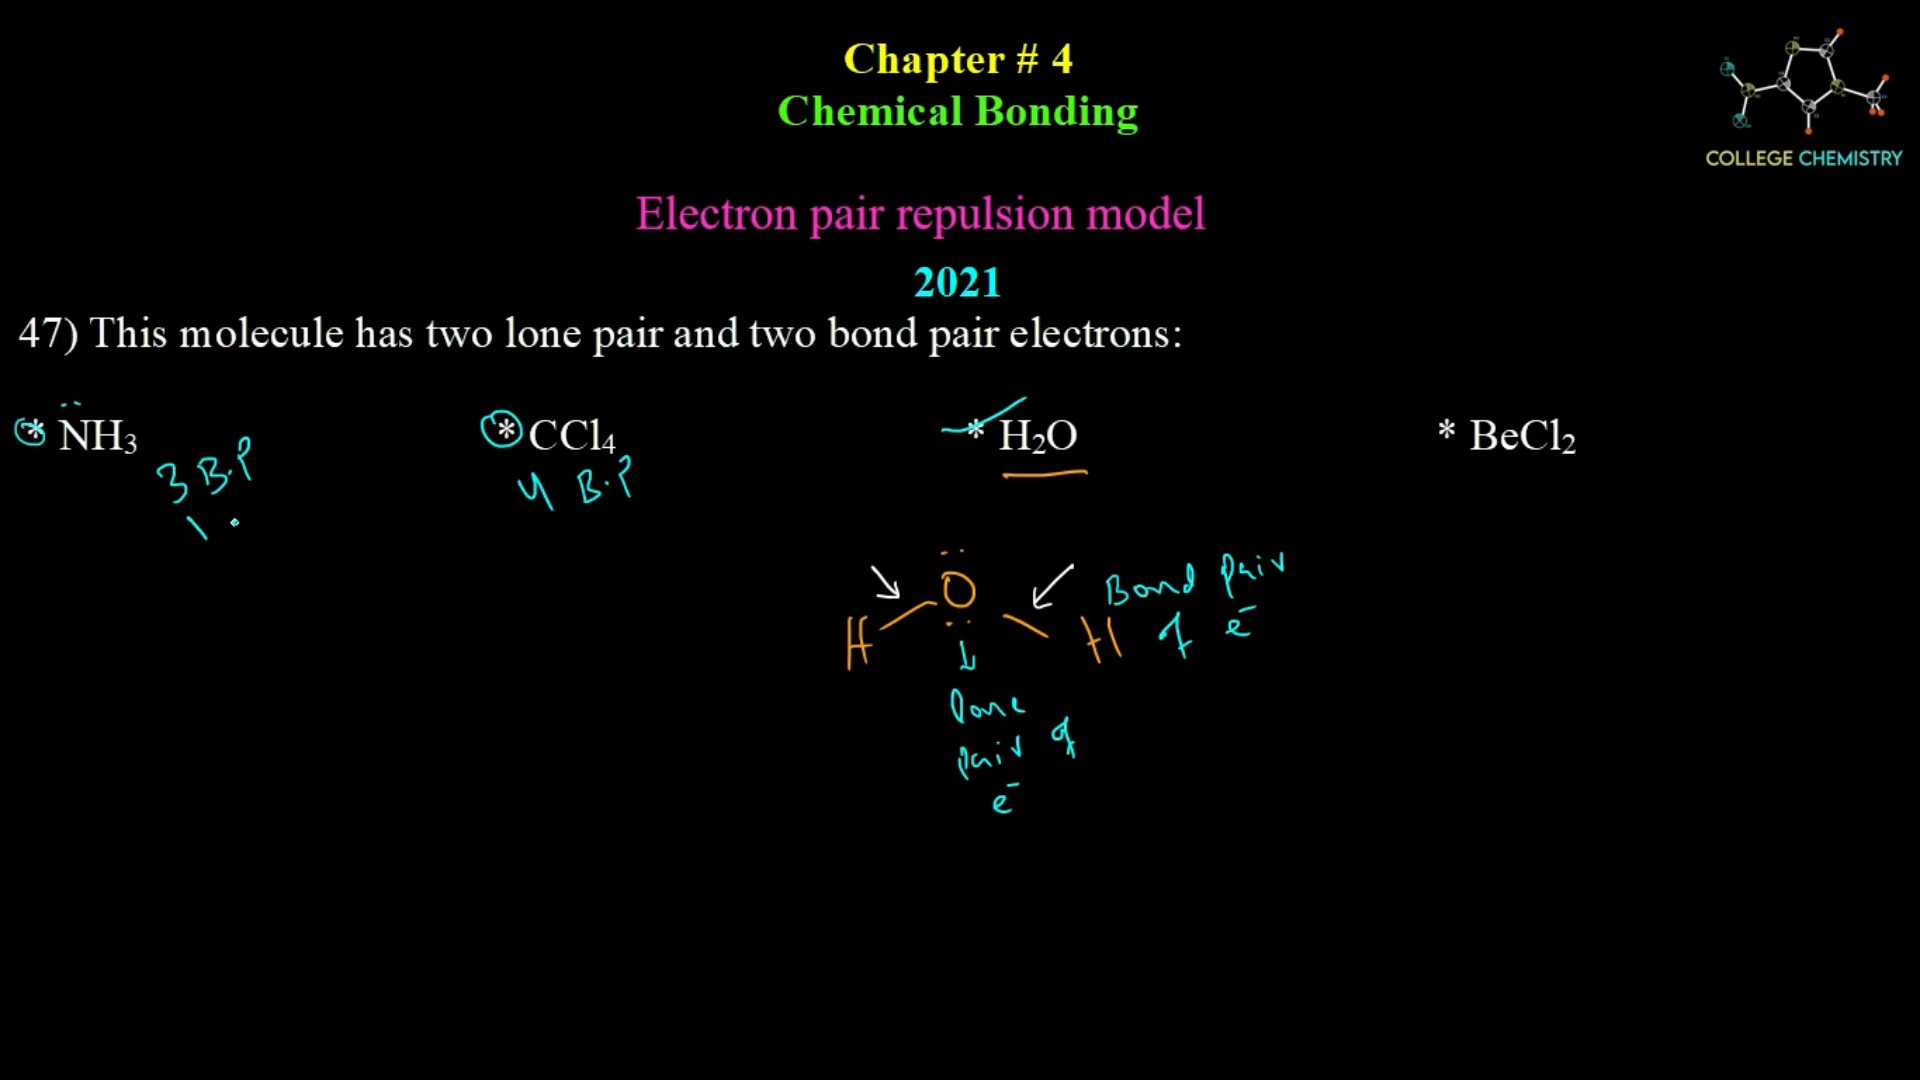 Chapter # 4
Chemical Bonding
COLLEGE CHEMISTRY
Electron pair repulsion model
2021
47) This molecule has two lone pair and two bond pair electrons:
* NH3 * CCl4 * H2O * BeCl2
3 B.P 4 B.P
1
O
H H
Bond pair
of e-
lone
pair of
e-